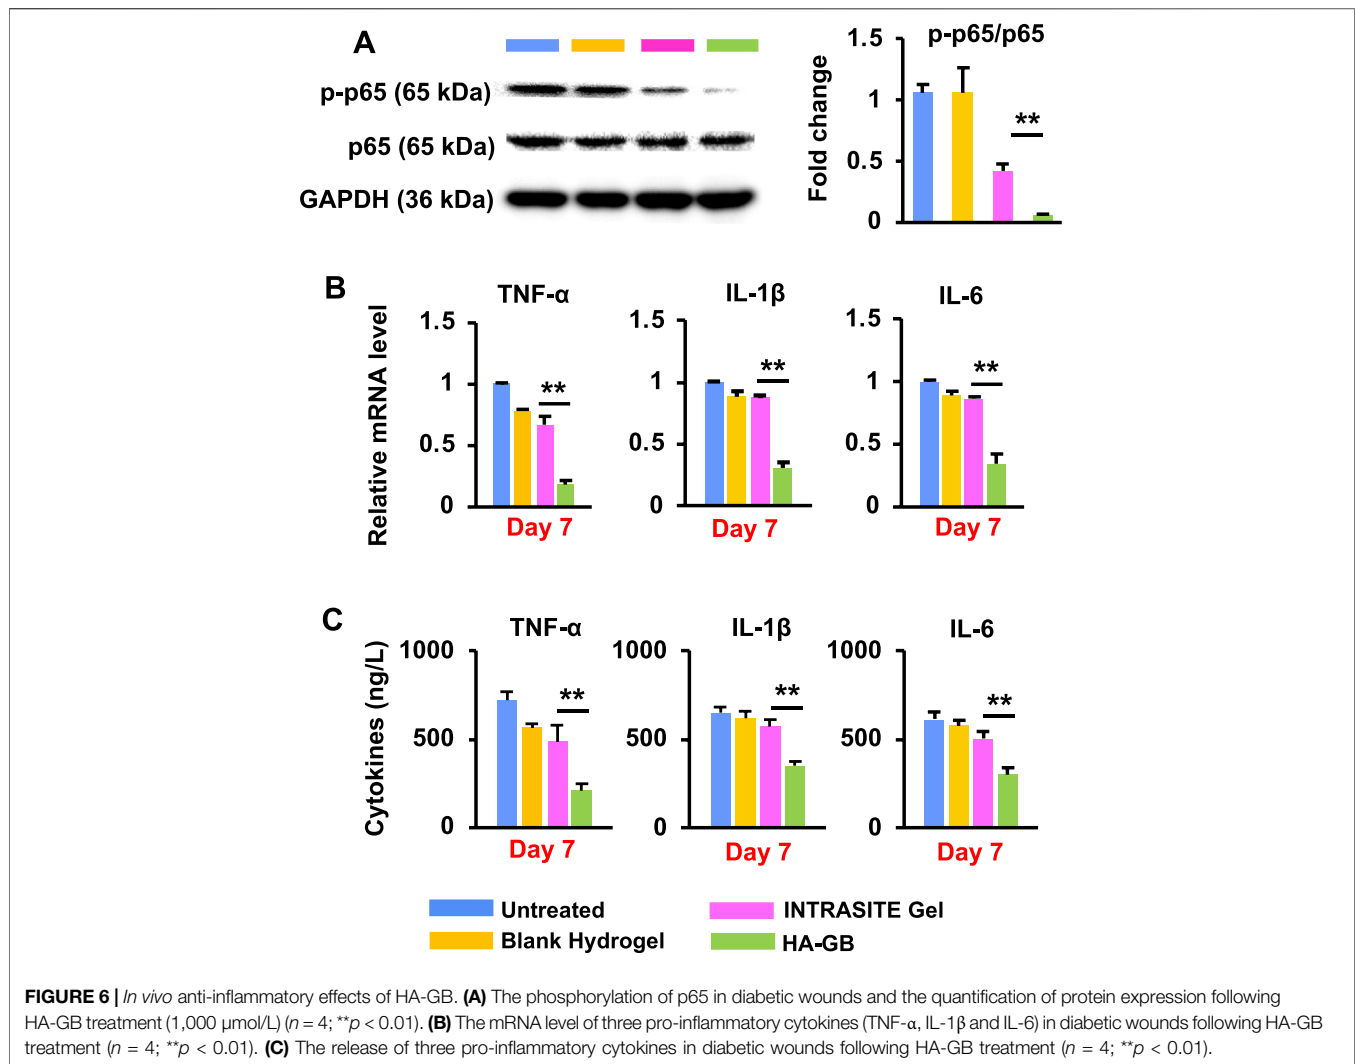 A
p-p65 (65 kDa)
p65 (65 kDa)
GAPDH (36 kDa)
p-p65/p65
Fold change
1.5
1
0.5
0
**
B
Relative mRNA level
TNF-α
1.5
1
0.5
0
**
Day 7
IL-1β
1.5
1
0.5
0
**
Day 7
IL-6
1.5
1
0.5
0
**
Day 7
C
Cytokines (ng/L)
TNF-α
1000
500
0
**
Day 7
IL-1β
1000
500
0
**
Day 7
IL-6
1000
500
0
**
Day 7
Untreated
INTRASITE Gel
Blank Hydrogel
HA-GB
FIGURE 6 | In vivo anti-inflammatory effects of HA-GB. (A) The phosphorylation of p65 in diabetic wounds and the quantification of protein expression following
HA-GB treatment (1,000 μmol/L) (n = 4; **p < 0.01). (B) The mRNA level of three pro-inflammatory cytokines (TNF-α, IL-1β and IL-6) in diabetic wounds following HA-GB
treatment (n = 4; **p < 0.01). (C) The release of three pro-inflammatory cytokines in diabetic wounds following HA-GB treatment (n = 4; **p < 0.01).